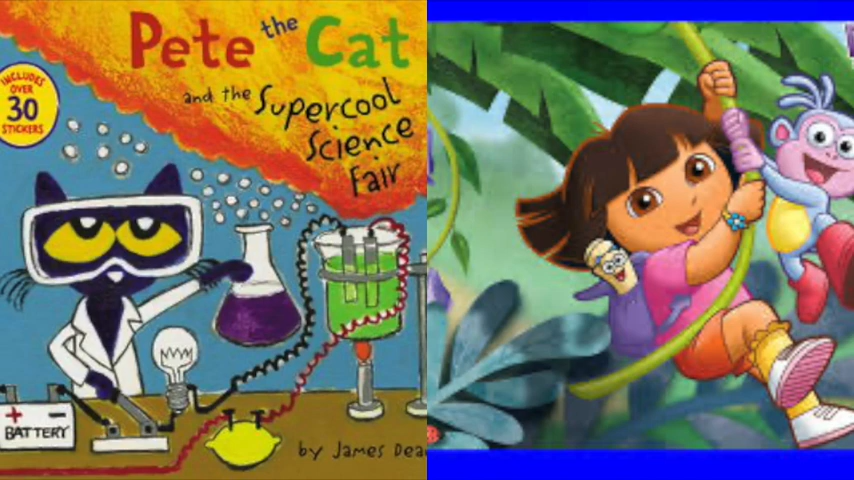 Pete the Cat
and the Supercool
Science
Fair
INCLUDES
OVER
30
STICKERS
+ -
BATTERY
by James Dea